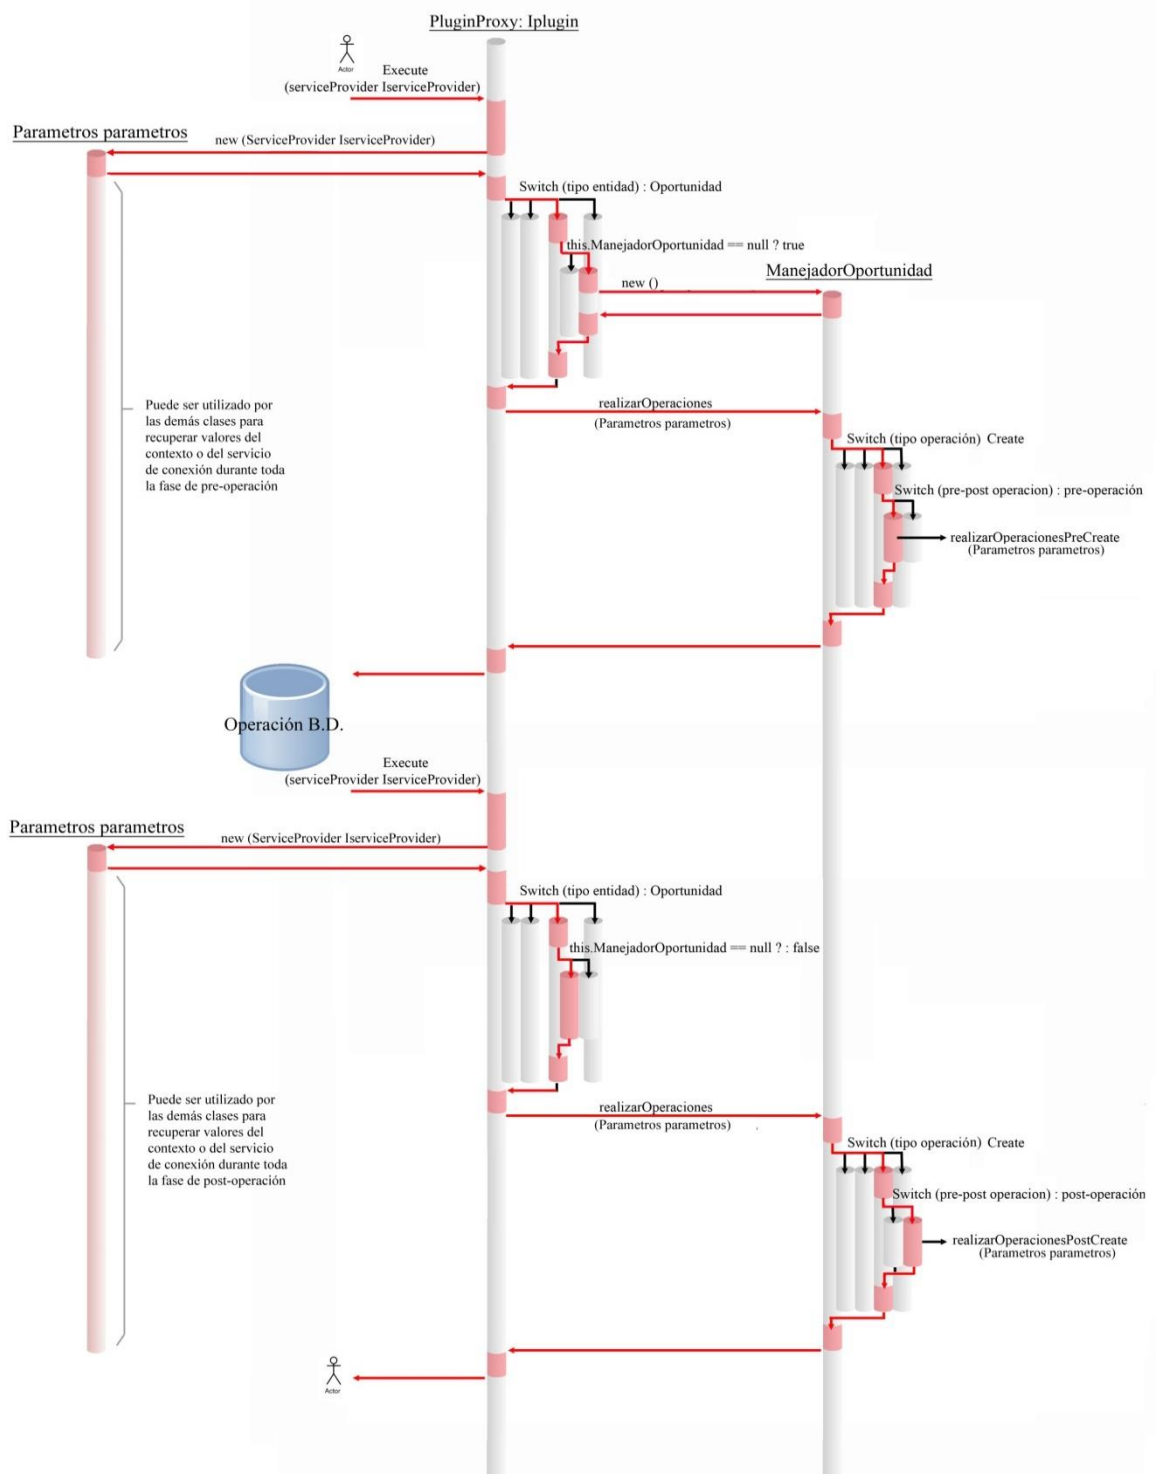 PluginProxy: Iplugin
Actor
Execute
(serviceProvider IserviceProvider)
Parametros parametros
new (ServiceProvider IserviceProvider)
Switch (tipo entidad) : Oportunidad
this.ManejadorOportunidad == null ? true
ManejadorOportunidad
new ()
Puede ser utilizado por
las demás clases para
recuperar valores del
contexto o del servicio
de conexión durante toda
la fase de pre-operación
realizarOperaciones
(Parametros parametros)
Switch (tipo operación) Create
Switch (pre-post operacion) : pre-operación
realizarOperacionesPreCreate
(Parametros parametros)
Operación B.D.
Execute
(serviceProvider IserviceProvider)
Parametros parametros
new (ServiceProvider IserviceProvider)
Switch (tipo entidad) : Oportunidad
this.ManejadorOportunidad == null ? : false
Puede ser utilizado por
las demás clases para
recuperar valores del
contexto o del servicio
de conexión durante toda
la fase de post-operación
realizarOperaciones
(Parametros parametros)
Switch (tipo operación) Create
Switch (pre-post operacion) : post-operación
realizarOperacionesPostCreate
(Parametros parametros)
Actor